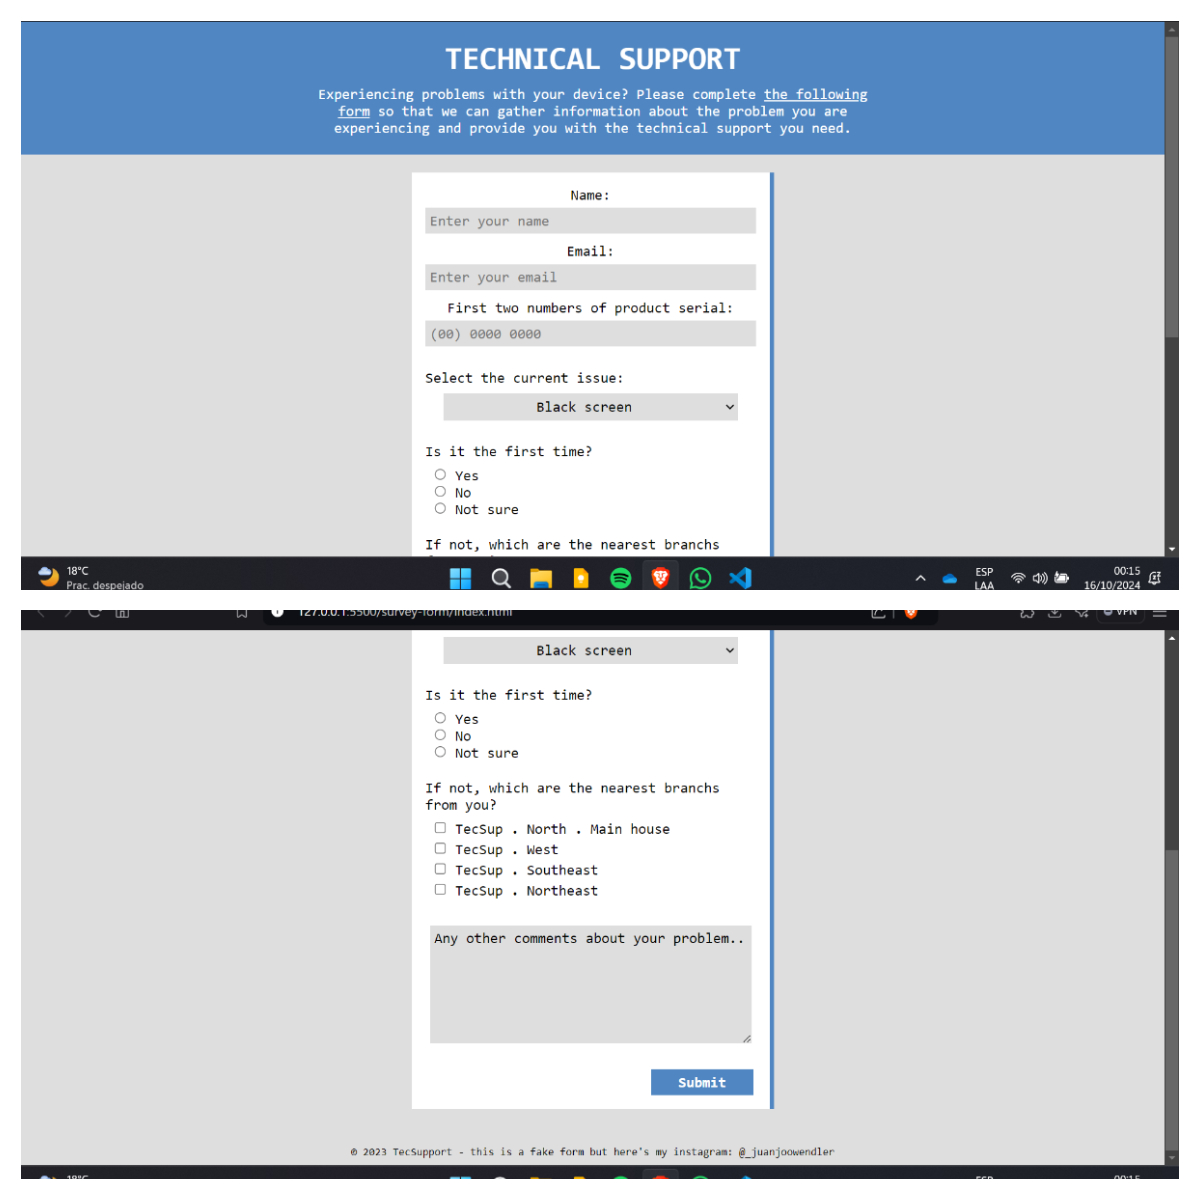 TECHNICAL SUPPORT
Experiencing problems with your device? Please complete the following
form so that we can gather information about the problem you are
experiencing and provide you with the technical support you need.
Name:
Enter your name
Email:
Enter your email
First two numbers of product serial:
(00) 0000 0000
Select the current issue:
Black screen
Is it the first time?
Yes
No
Not sure
If not, which are the nearest branchs
18°C
Prac. despejado
ESP
LAA
00:15
16/10/2024
127.0.0.1:5500/survey-form/index.html
VPN
Black screen
Is it the first time?
Yes
No
Not sure
If not, which are the nearest branchs
from you?
TecSup . North . Main house
TecSup . West
TecSup . Southeast
TecSup . Northeast
Any other comments about your problem..
Submit
© 2023 TecSupport - this is a fake form but here's my instagram: @_juanjoowendler
18°C
ESP
00:15